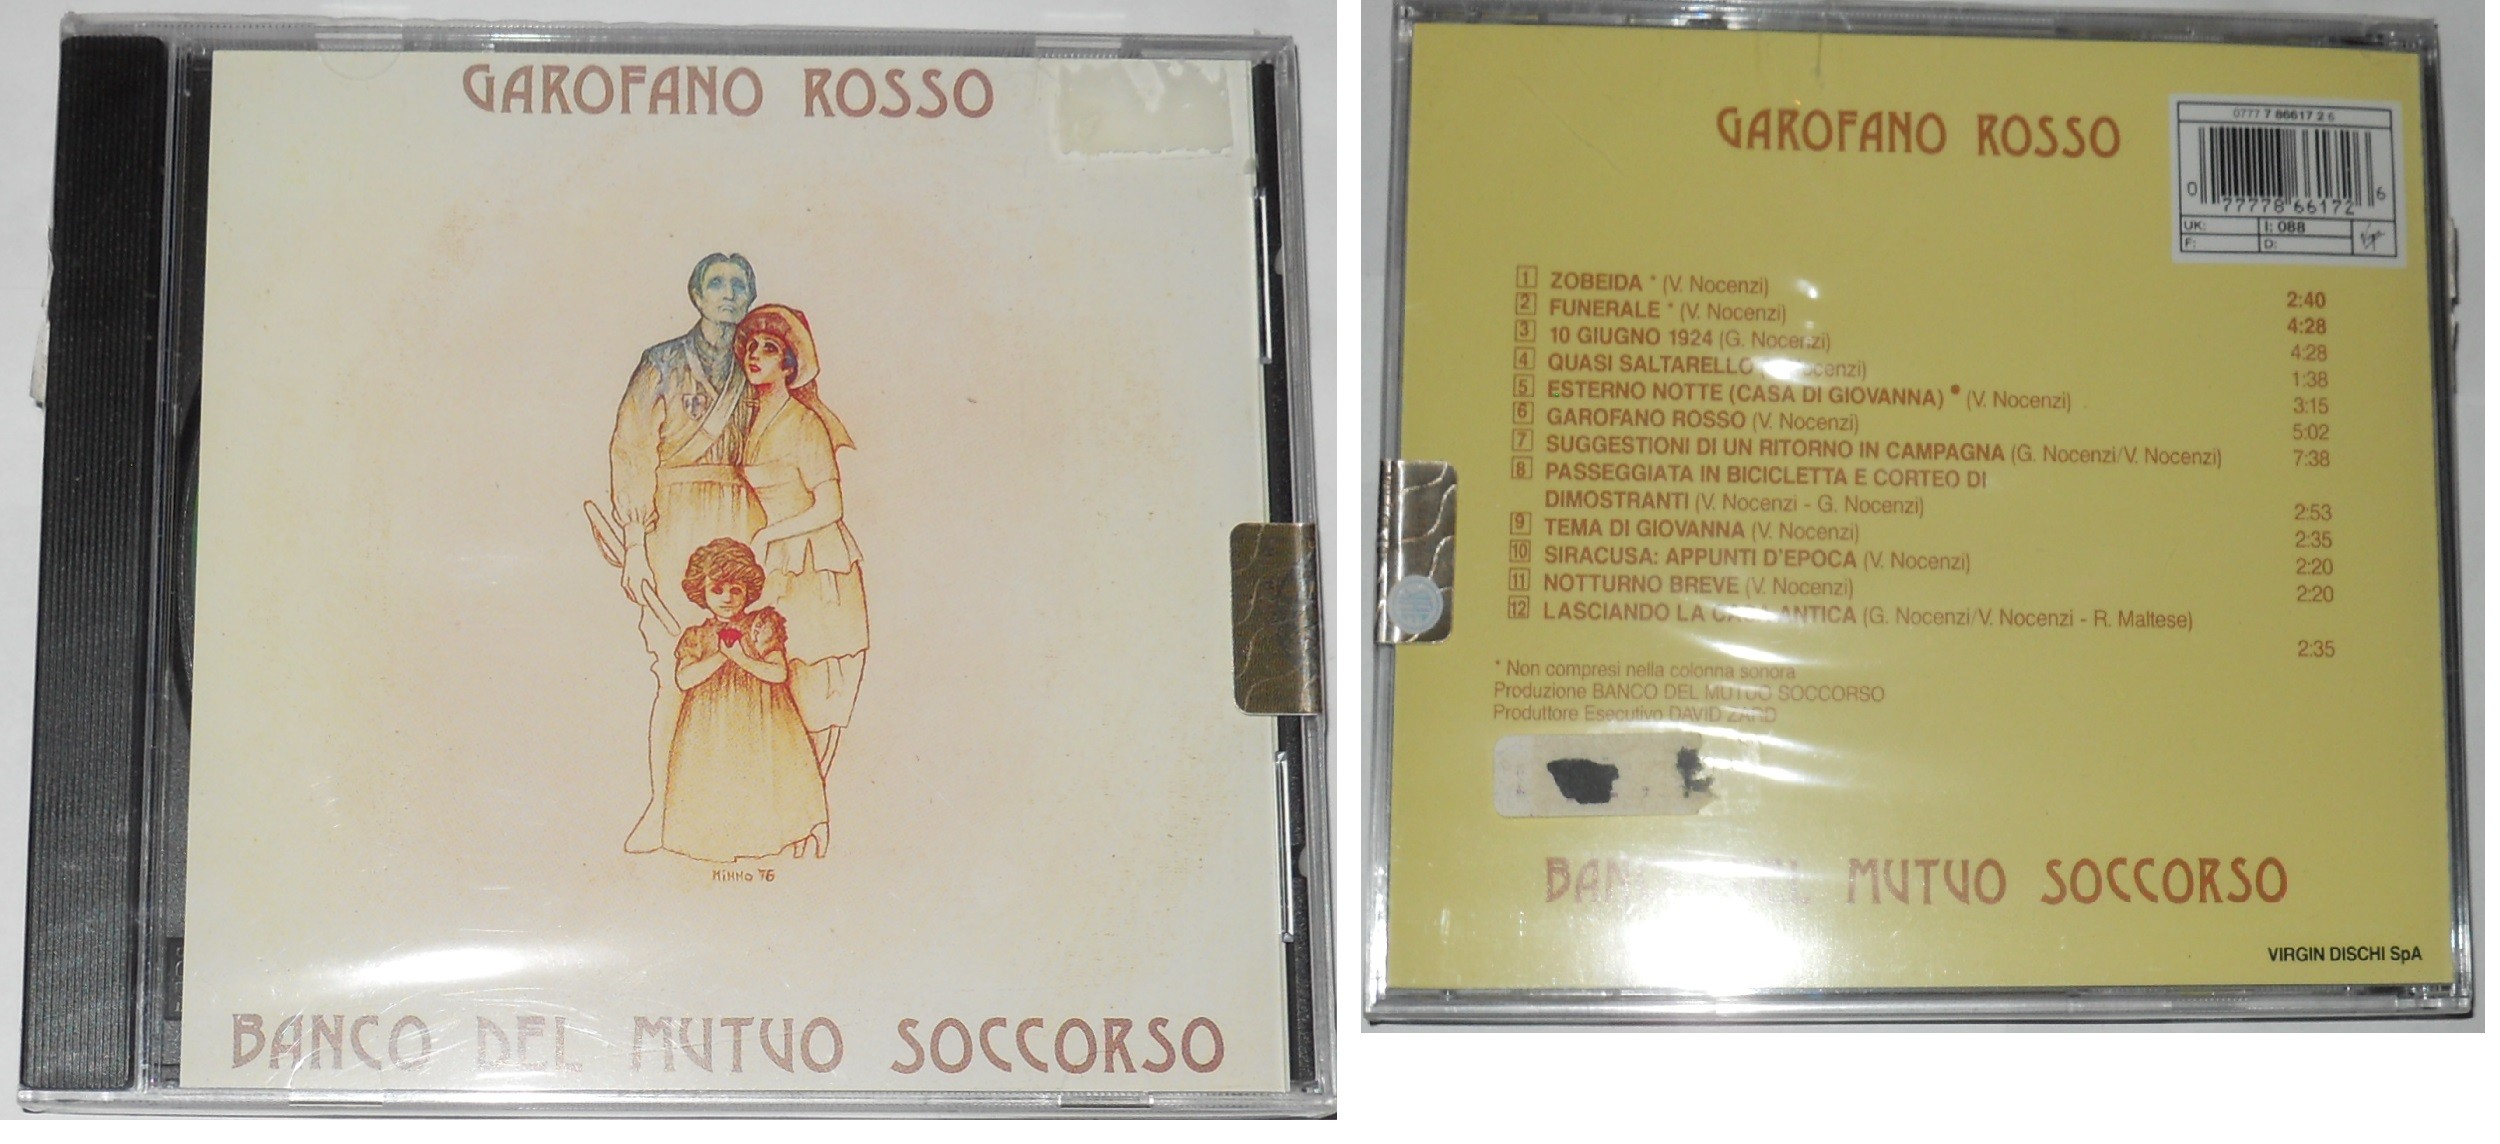 GAROFANO ROSSO
MIMMO '76
BANCO DEL MUTUO SOCCORSO
GAROFANO ROSSO
0777 7 86617 2 6
0 77778 66172 6
UK: I: 088
F: D:
1 ZOBEIDA * (V. Nocenzi) 2:40
2 FUNERALE * (V. Nocenzi) 4:28
3 10 GIUGNO 1924 (G. Nocenzi) 4:28
4 QUASI SALTARELLO 1:38
5 ESTERNO NOTTE (CASA DI GIOVANNA) * (V. Nocenzi) 3:15
6 GAROFANO ROSSO (V. Nocenzi) 5:02
7 SUGGESTIONI DI UN RITORNO IN CAMPAGNA (G. Nocenzi/V. Nocenzi) 7:38
8 PASSEGGIATA IN BICICLETTA E CORTEO DI
DIMOSTRANTI (V. Nocenzi - G. Nocenzi) 2:53
9 TEMA DI GIOVANNA (V. Nocenzi) 2:35
10 SIRACUSA: APPUNTI D'EPOCA (V. Nocenzi) 2:20
11 NOTTURNO BREVE (V. Nocenzi) 2:20
12 LASCIANDO LA CASA ANTICA (G. Nocenzi/V. Nocenzi - R. Maltese)
2:35
* Non compresi nella colonna sonora
Produzione BANCO DEL MUTUO SOCCORSO
Produttore Esecutivo DAVID ZARD
MUTUO SOCCORSO
VIRGIN DISCHI SpA